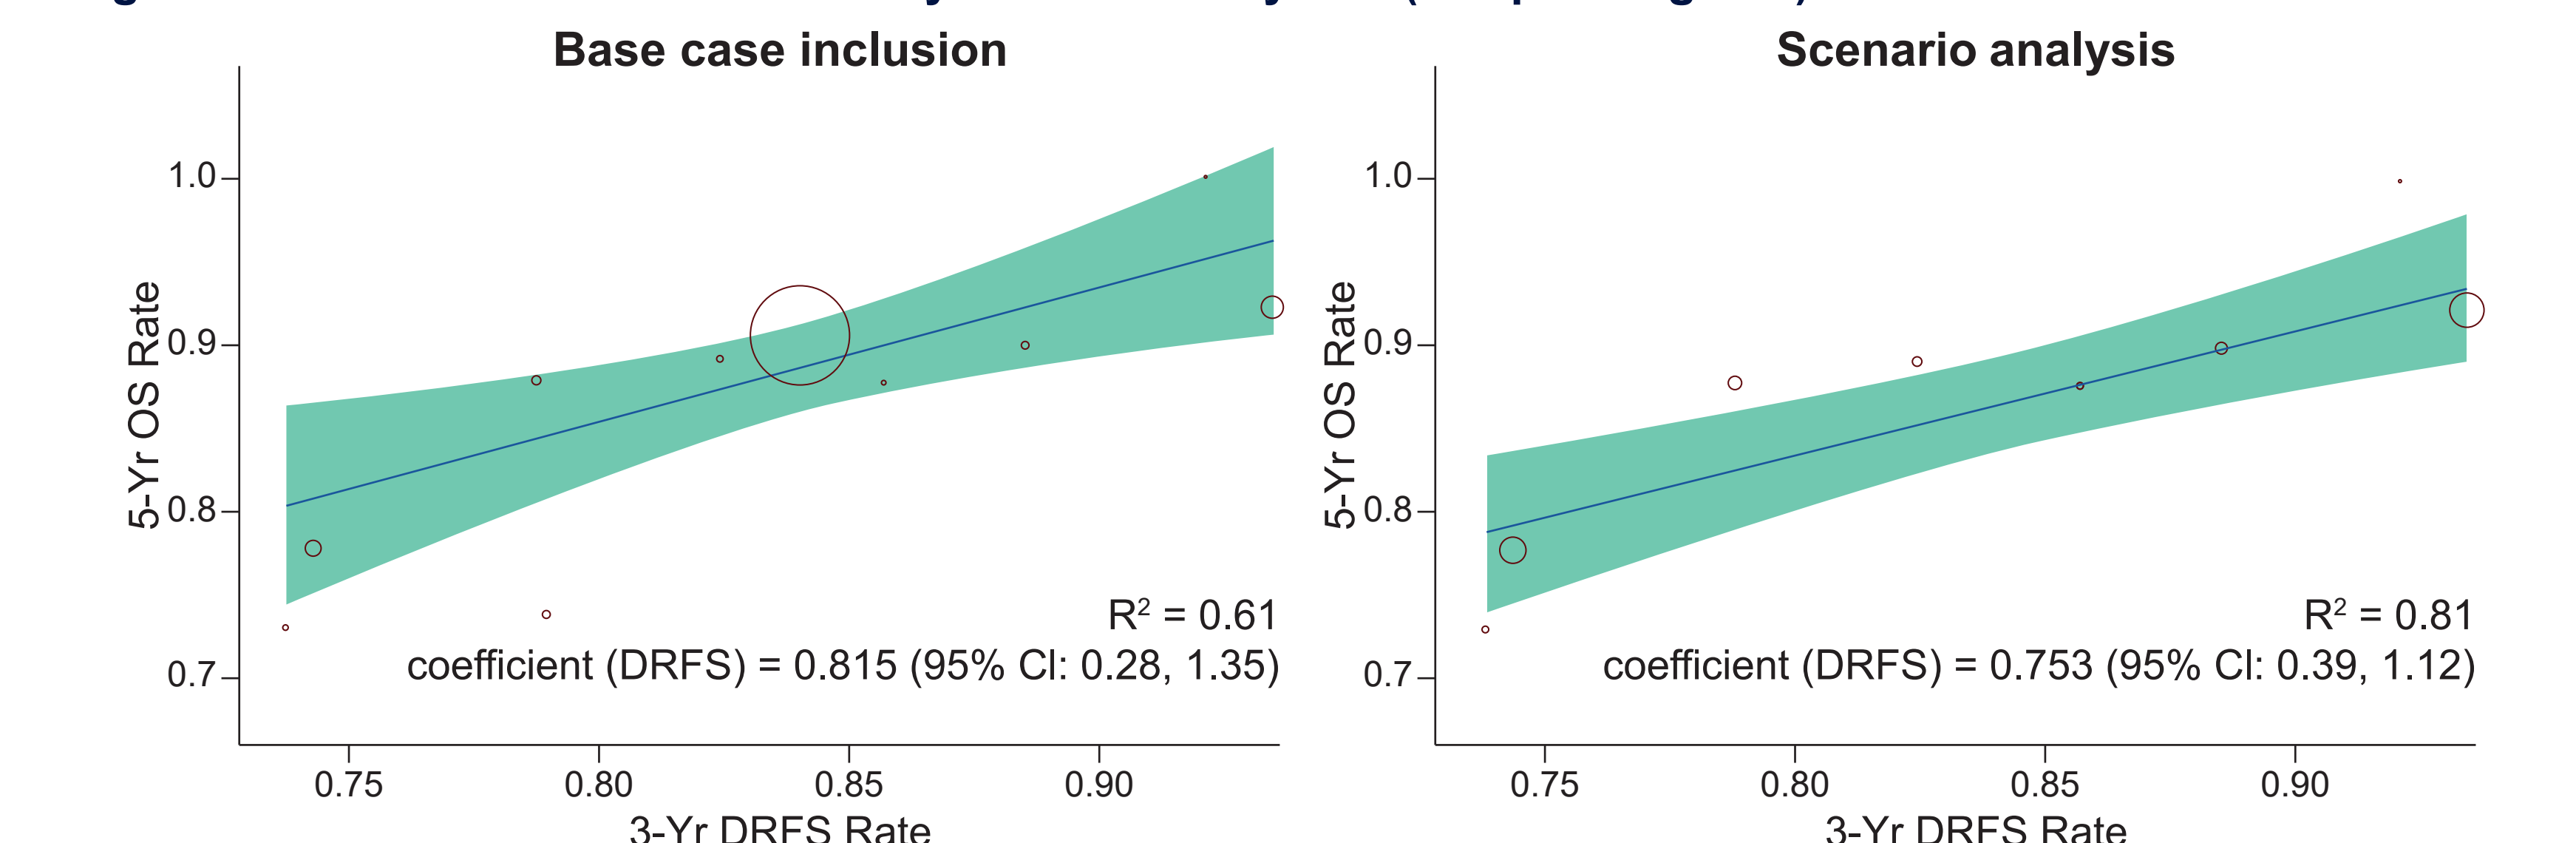 Base case inclusion
5-Yr OS Rate
1.0
0.9
0.8
0.7
R² = 0.61
coefficient (DRFS) = 0.815 (95% CI: 0.28, 1.35)
0.75 0.80 0.85 0.90
3-Yr DRFS Rate
Scenario analysis
5-Yr OS Rate
1.0
0.9
0.8
0.7
R² = 0.81
coefficient (DRFS) = 0.753 (95% CI: 0.39, 1.12)
0.75 0.80 0.85 0.90
3-Yr DRFS Rate